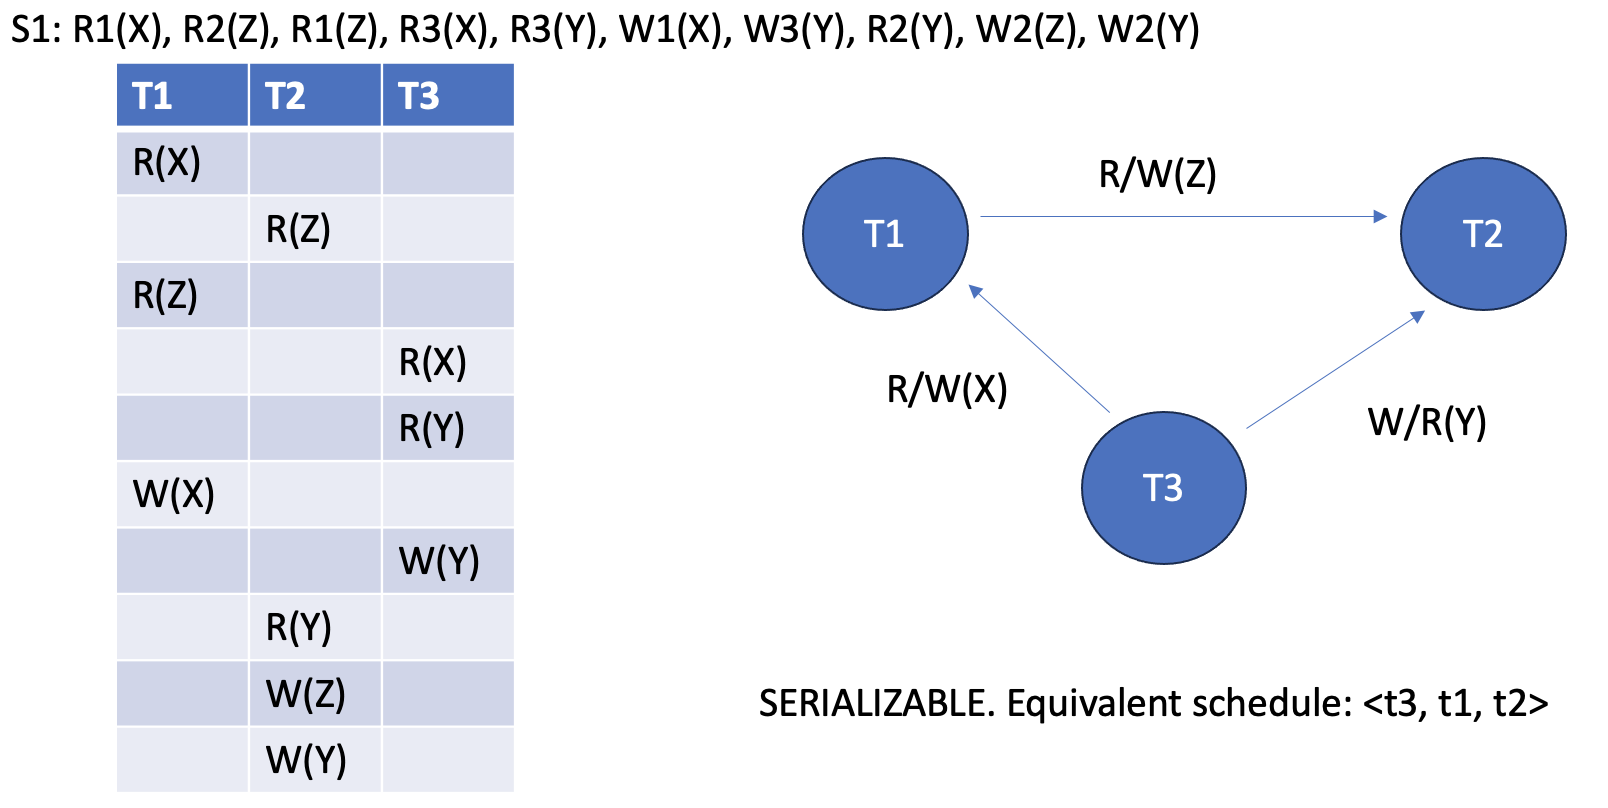 S1: R1(X), R2(Z), R1(Z), R3(X), R3(Y), W1(X), W3(Y), R2(Y), W2(Z), W2(Y)
T1 T2 T3
R(X)
R(Z)
R(Z)
R(X)
R(Y)
W(X)
W(Y)
R(Y)
W(Z)
W(Y)
R/W(Z)
T1
T2
R/W(X)
W/R(Y)
T3
SERIALIZABLE. Equivalent schedule: <t3, t1, t2>